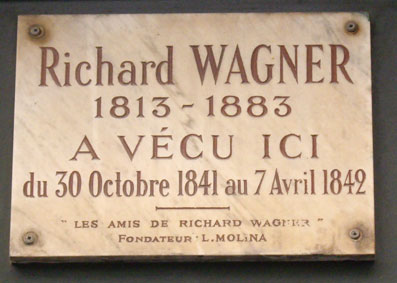 Richard WAGNER
1813 - 1883
A VÉCU ICI
du 30 Octobre 1841 au 7 Avril 1842
" LES AMIS DE RICHARD WAGNER "
FONDATEUR : L. MOLINA